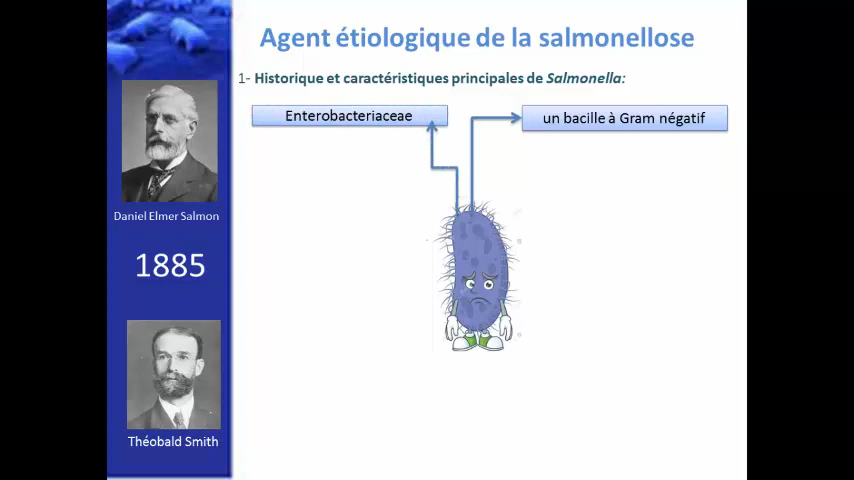 Agent étiologique de la salmonellose
1- Historique et caractéristiques principales de Salmonella:
Enterobacteriaceae
un bacille à Gram négatif
Daniel Elmer Salmon
1885
Théobald Smith